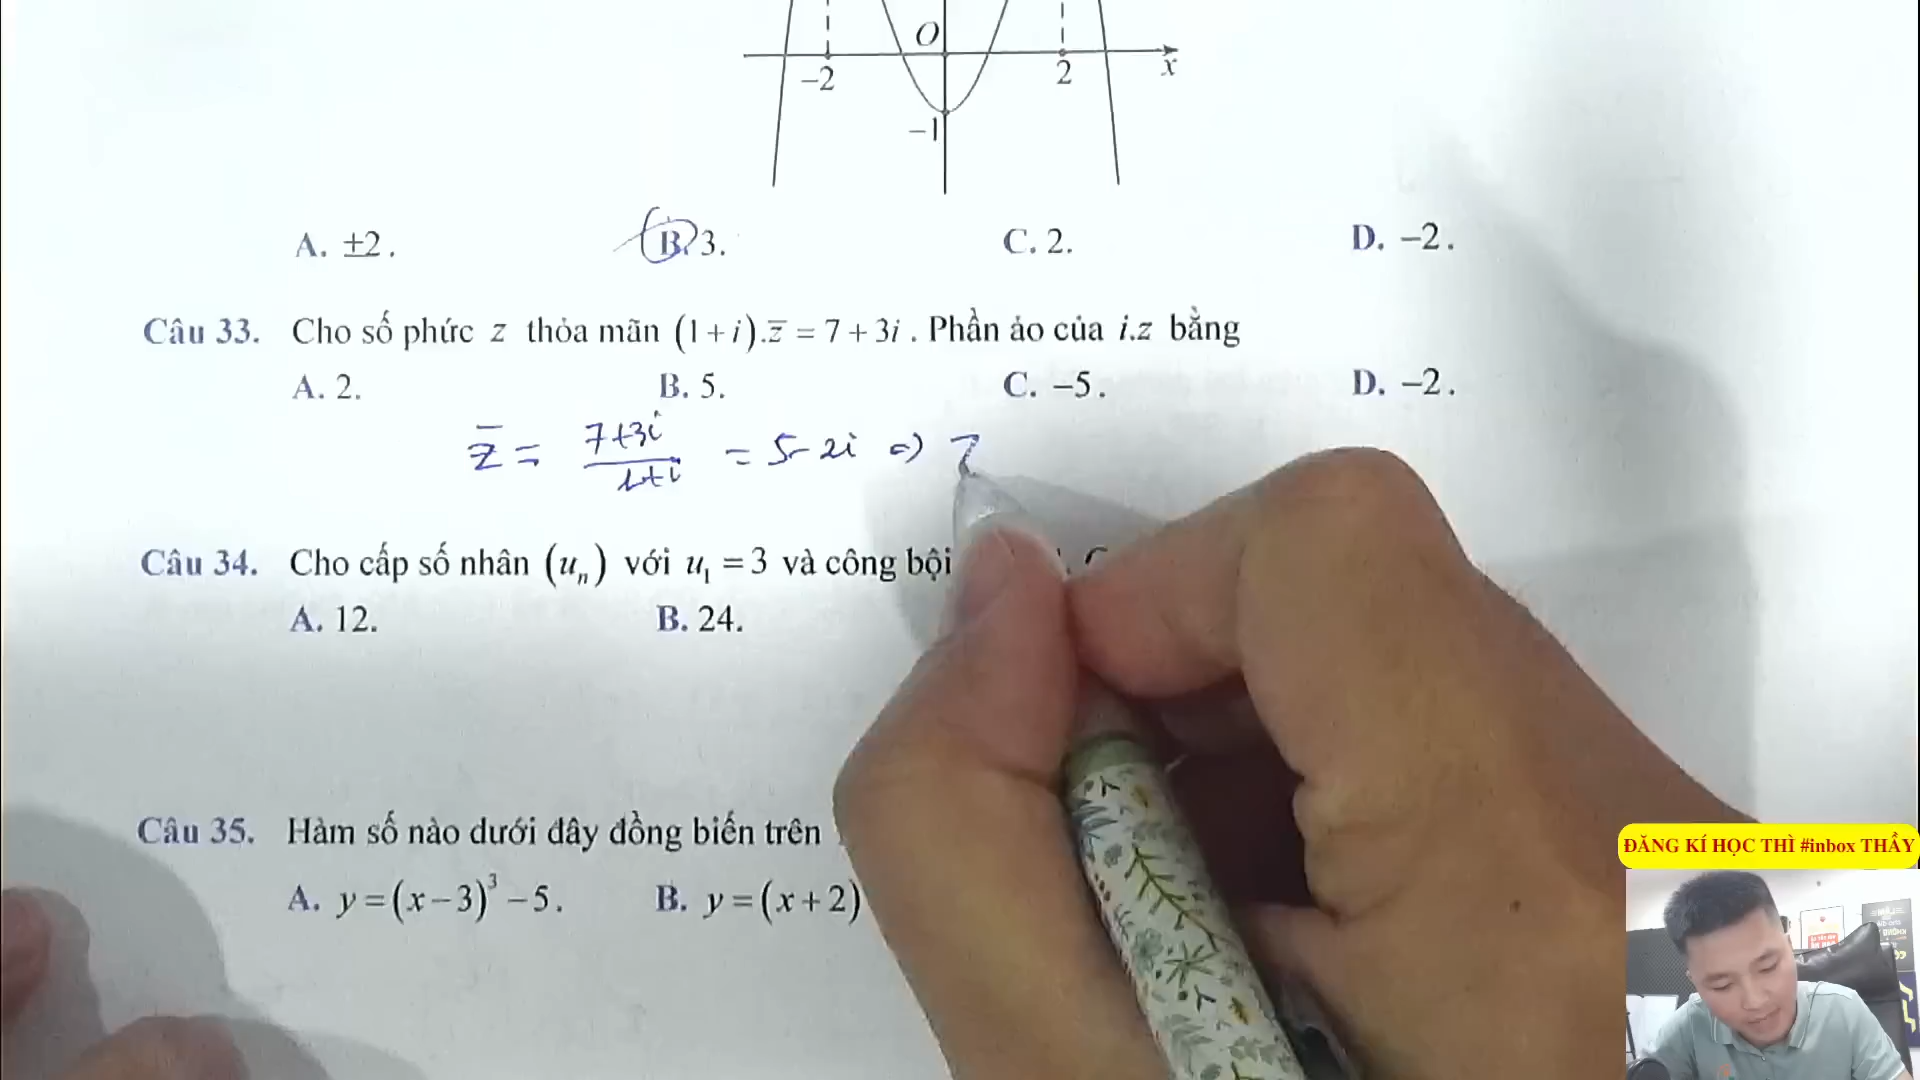 O
-2 2 x
-1
A. ±2. B. 3. C. 2. D. -2.
Câu 33. Cho số phức z thỏa mãn (1+i).z̅ = 7+3i. Phần ảo của i.z bằng
A. 2. B. 5. C. -5. D. -2.
z̅ = (7+3i)/(1+i) = 5-2i => z
Câu 34. Cho cấp số nhân (uₙ) với u₁ = 3 và công bội
A. 12. B. 24.
Câu 35. Hàm số nào dưới đây đồng biến trên
A. y=(x-3)³-5. B. y=(x+2)
ĐĂNG KÍ HỌC THÌ #inbox THẦY